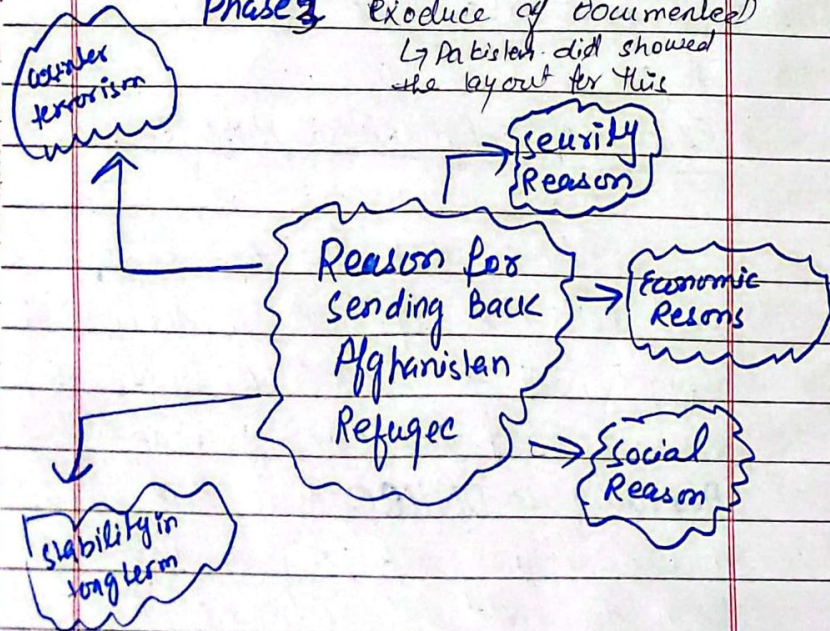 Phase 3 exoduce of documented)
↳ Pakistan did showed
the layout for this
counter
terrorism
seurity
Reason
Reason for
Sending Back
Afghanistan
Refugee
Economic
Resons
Social
Reason
stability in
long term